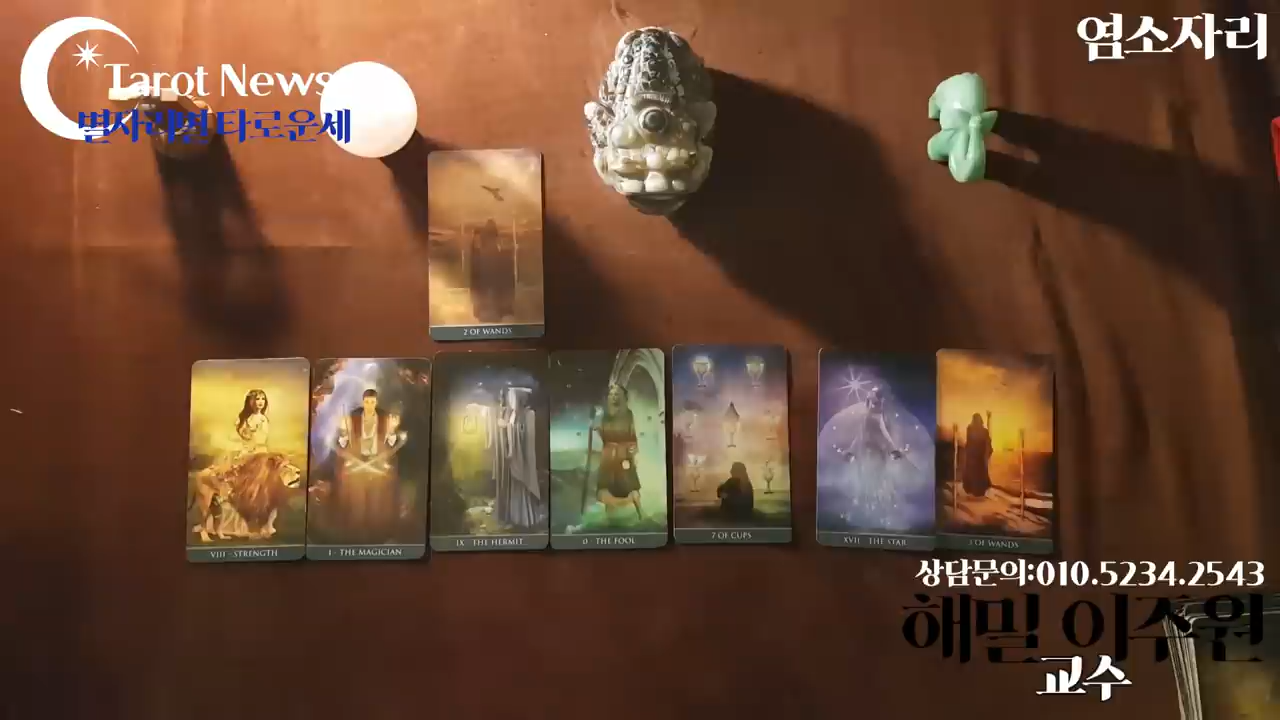 염소자리
Tarot News
별자리별 타로운세
2 OF WANDS
VIII - STRENGTH
I - THE MAGICIAN
IX - THE HERMIT
0 - THE FOOL
7 OF CUPS
XVII - THE STAR
3 OF WANDS
상담문의:010.5234.2543
해밀 이주원
교수